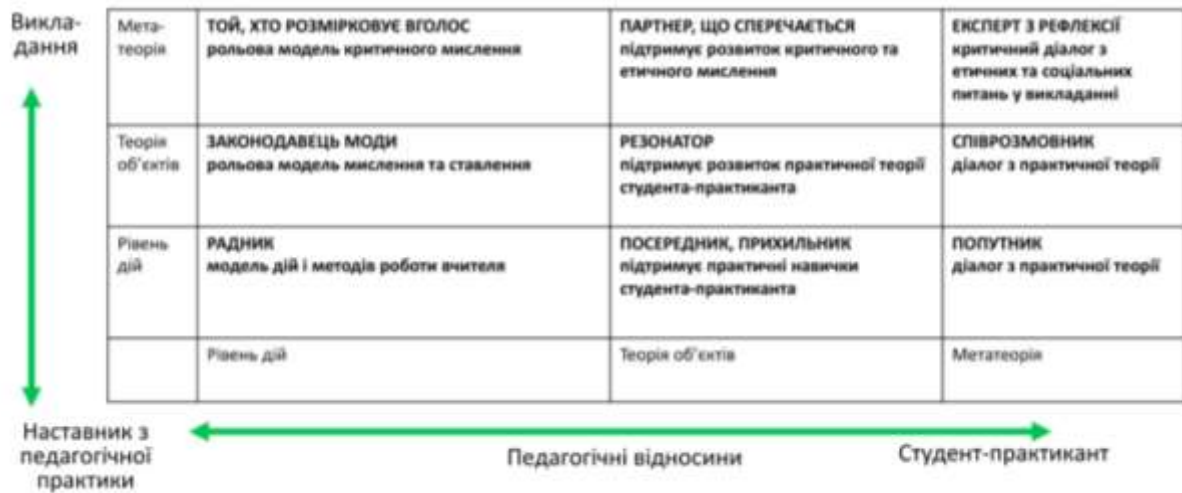 Викла-
дання
Мета-
теорія
ТОЙ, ХТО РОЗМІРКОВУЄ ВГОЛОС
рольова модель критичного мислення
ПАРТНЕР, ЩО СПЕРЕЧАЄТЬСЯ
підтримує розвиток критичного та
етичного мислення
ЕКСПЕРТ З РЕФЛЕКСІЇ
критичний діалог з
етичних та соціальних
питань у викладанні
Теорія
об'єктів
ЗАКОНОДАВЕЦЬ МОДИ
рольова модель мислення та ставлення
РЕЗОНАТОР
підтримує розвиток практичної теорії
студента-практиканта
СПІВРОЗМОВНИК
діалог з практичної теорії
Рівень
дій
РАДНИК
модель дій і методів роботи вчителя
ПОСЕРЕДНИК, ПРИХИЛЬНИК
підтримує практичні навички
студента-практиканта
ПОПУТНИК
діалог з практичної теорії
Рівень дій
Теорія об'єктів
Метатеорія
Наставник з
педагогічної
практики
Педагогічні відносини
Студент-практикант